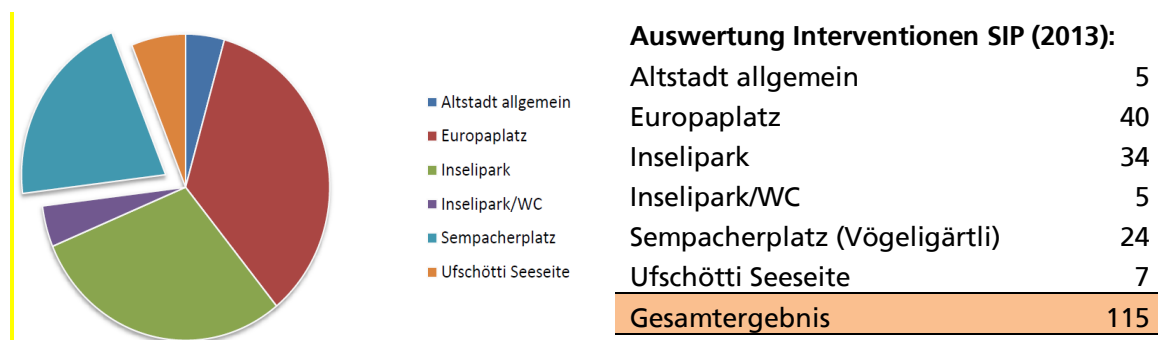 Altstadt allgemein
Europaplatz
Inselipark
Inselipark/WC
Sempacherplatz
Ufschötti Seeseite
Auswertung Interventionen SIP (2013):
Altstadt allgemein 5
Europaplatz 40
Inselipark 34
Inselipark/WC 5
Sempacherplatz (Vögeligärtli) 24
Ufschötti Seeseite 7
Gesamtergebnis 115